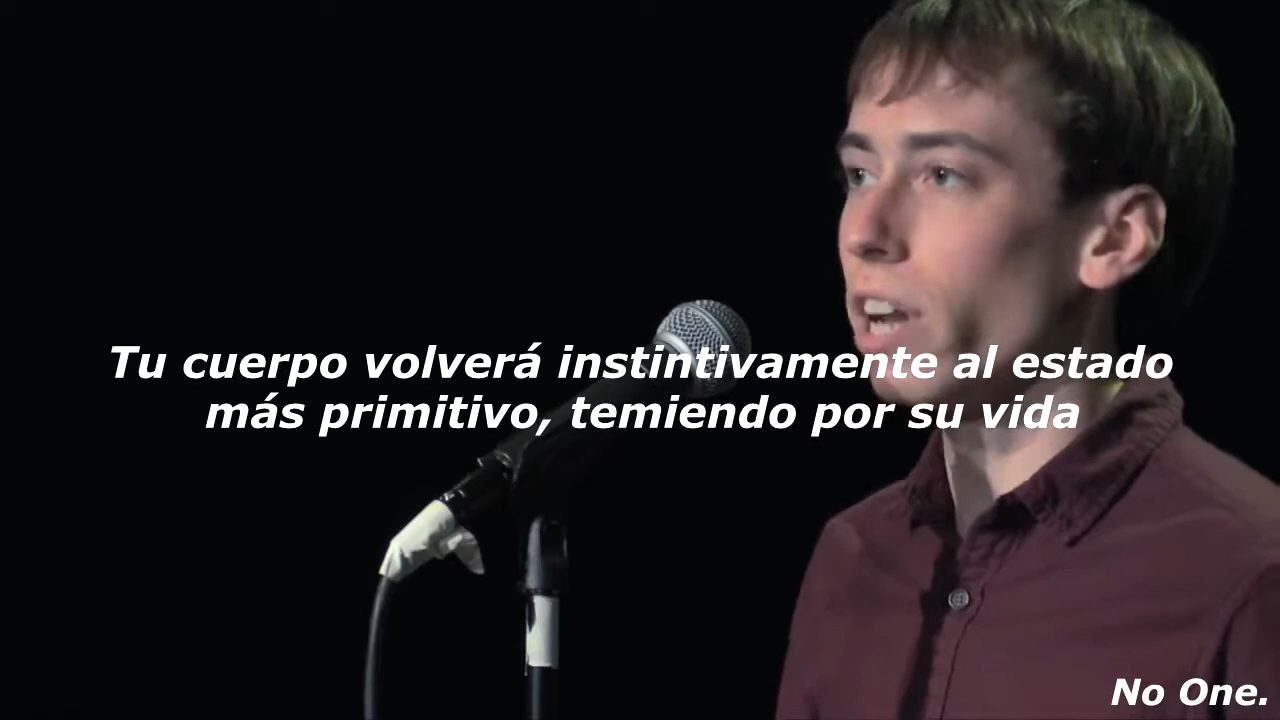 Tu cuerpo volverá instintivamente al estado
más primitivo, temiendo por su vida
No One.